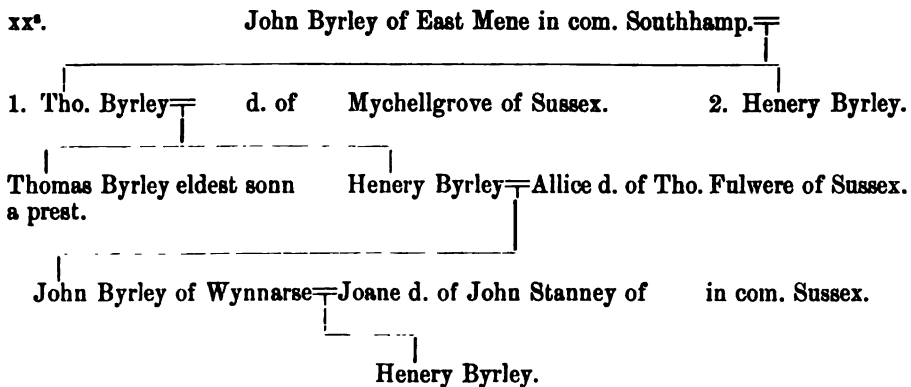 xxˢ. John Byrley of East Mene in com. Southhamp.
1. Tho. Byrley d. of Mychellgrove of Sussex. 2. Henery Byrley.
Thomas Byrley eldest sonn Henery Byrley Allice d. of Tho. Fulwere of Sussex.
a prest.
John Byrley of Wynnarse Joane d. of John Stanney of in com. Sussex.
Henery Byrley.